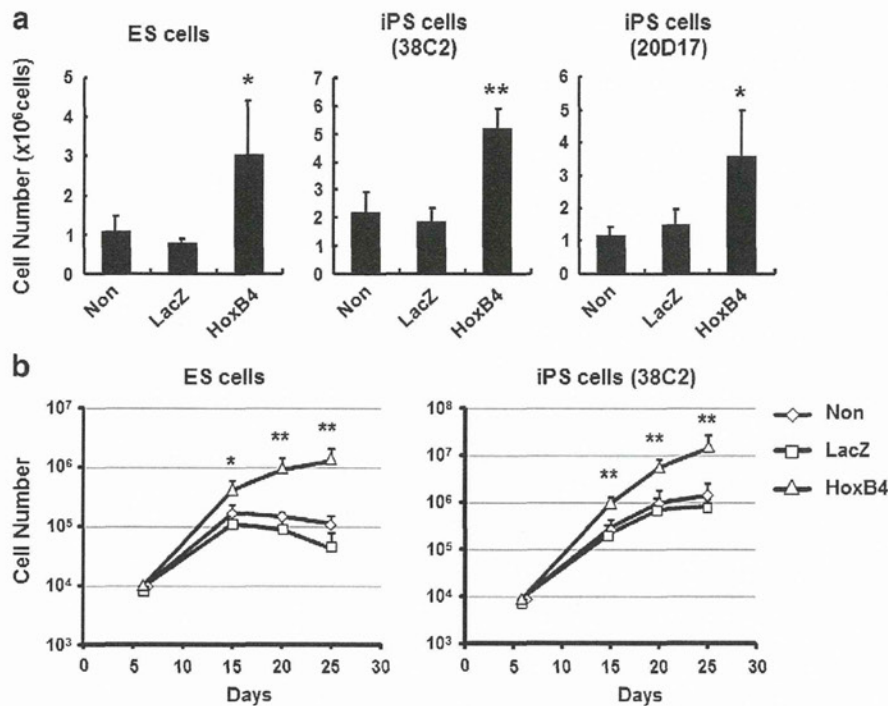 a
ES cells
iPS cells
(38C2)
iPS cells
(20D17)
Cell Number (x10⁶cells)
5
4
3
2
1
0
*
Non
LacZ
HoxB4
7
6
5
4
3
2
1
0
**
Non
LacZ
HoxB4
6
5
4
3
2
1
0
*
Non
LacZ
HoxB4
b
ES cells
Cell Number
10⁷
10⁶
10⁵
10⁴
10³
* ** **
0 5 10 15 20 25 30
Days
iPS cells (38C2)
10⁸
10⁷
10⁶
10⁵
10⁴
10³
** ** **
0 5 10 15 20 25 30
Days
Non
LacZ
HoxB4